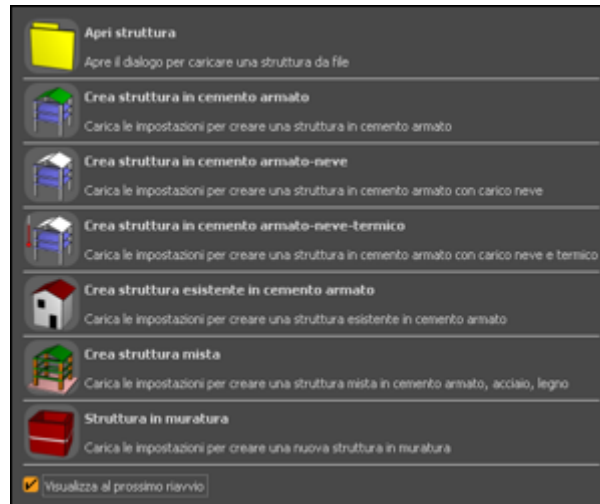 Apri struttura
Apre il dialogo per caricare una struttura da file
Crea struttura in cemento armato
Carica le impostazioni per creare una struttura in cemento armato
Crea struttura in cemento armato-neve
Carica le impostazioni per creare una struttura in cemento armato con carico neve
Crea struttura in cemento armato-neve-termico
Carica le impostazioni per creare una struttura in cemento armato con carico neve e termico
Crea struttura esistente in cemento armato
Carica le impostazioni per creare una struttura esistente in cemento armato
Crea struttura mista
Carica le impostazioni per creare una struttura mista in cemento armato, acciaio, legno
Struttura in muratura
Carica le impostazioni per creare una nuova struttura in muratura
Visualizza al prossimo riavvio